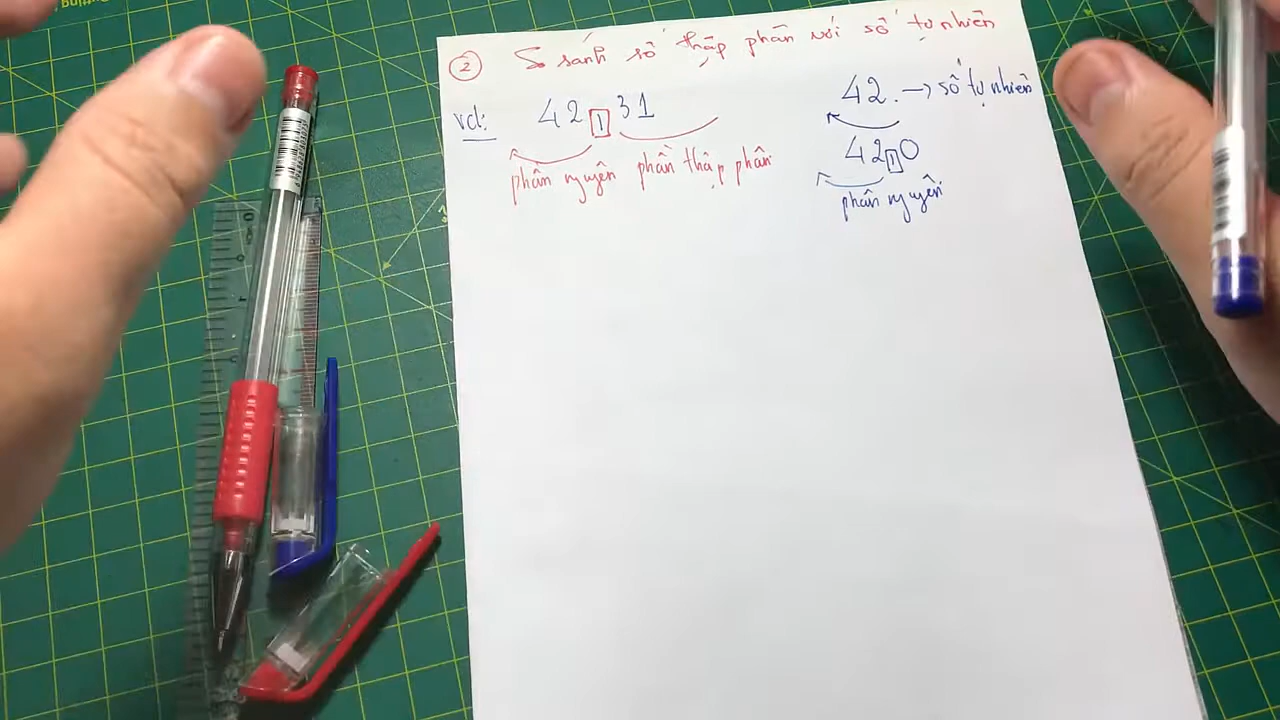 ② So sánh số thập phân với số tự nhiên
vd: 42,31
phần nguyên phần thập phân
42. → số tự nhiên
42,0
phần nguyên